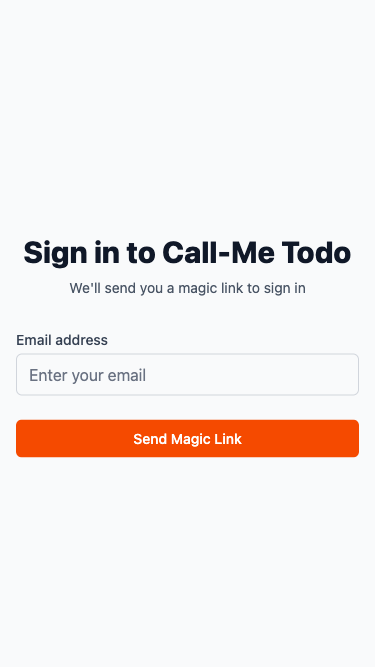 Sign in to Call-Me Todo
We'll send you a magic link to sign in
Email address
Enter your email
Send Magic Link